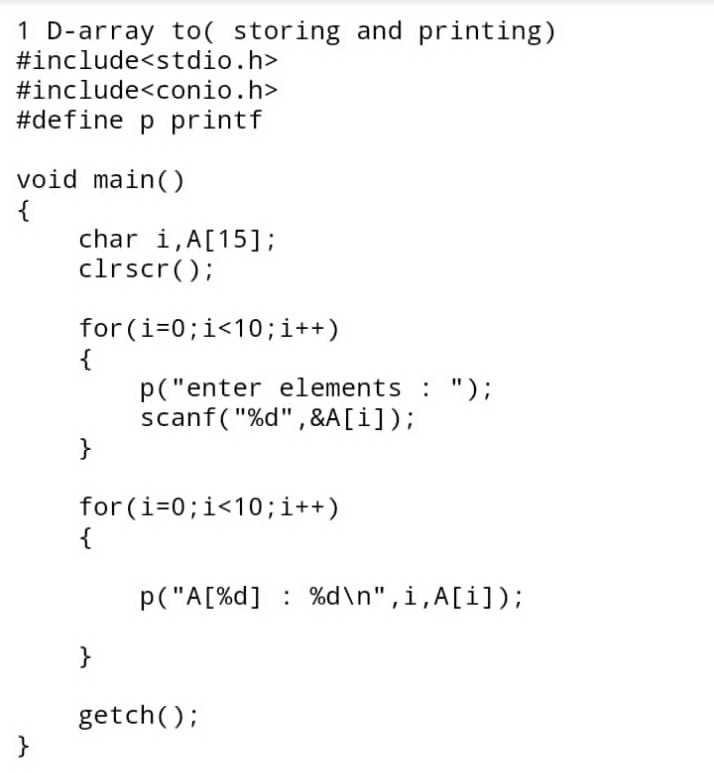 1 D-array to( storing and printing)
#include<stdio.h>
#include<conio.h>
#define p printf
void main()
{
char i,A[15];
clrscr();
for(i=0;i<10;i++)
{
p("enter elements : ");
scanf("%d",&A[i]);
}
for(i=0;i<10;i++)
{
p("A[%d] : %d\n",i,A[i]);
}
getch();
}